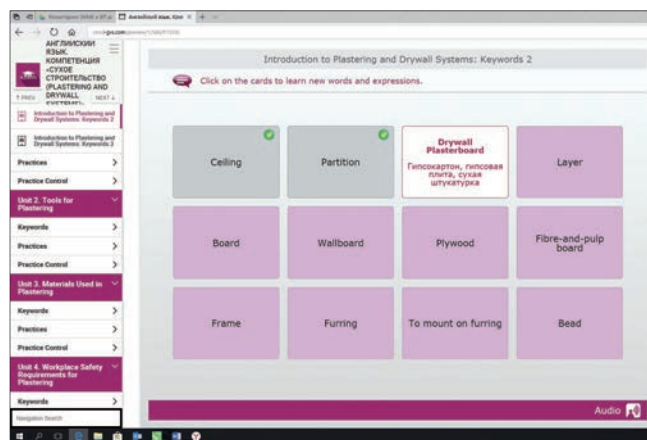 Английский язык. Ком
АНГЛИЙСКИЙ
ЯЗЫК.
КОМПЕТЕНЦИЯ
«СУХОЕ
СТРОИТЕЛЬСТВО
(PLASTERING AND
DRYWALL
PREV
NEXT
Introduction to Plastering and
Drywall Systems: Keywords 2
Introduction to Plastering and
Drywall Systems: Keywords 3
Practices
Practice Control
Unit 2. Tools for
Plastering
Keywords
Practices
Practice Control
Unit 3. Materials Used in
Plastering
Keywords
Practices
Practice Control
Unit 4. Workplace Safety
Requirements for
Plastering
Keywords
Navigation Search
Introduction to Plastering and Drywall Systems: Keywords 2
Click on the cards to learn new words and expressions.
Ceiling
Partition
Drywall
Plasterboard
Гипсокартон, гипсовая
плита, сухая
штукатурка
Layer
Board
Wallboard
Plywood
Fibre-and-pulp
board
Frame
Furring
To mount on furring
Bead
Audio